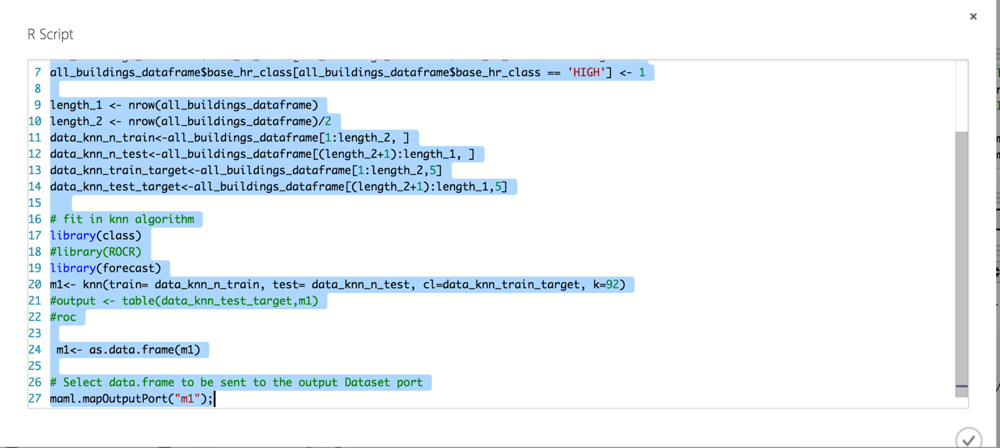 R Script
7 all_buildings_dataframe$base_hr_class[all_buildings_dataframe$base_hr_class == 'HIGH'] <- 1
8
9 length_1 <- nrow(all_buildings_dataframe)
10 length_2 <- nrow(all_buildings_dataframe)/2
11 data_knn_n_train<-all_buildings_dataframe[1:length_2, ]
12 data_knn_n_test<-all_buildings_dataframe[(length_2+1):length_1, ]
13 data_knn_train_target<-all_buildings_dataframe[1:length_2,5]
14 data_knn_test_target<-all_buildings_dataframe[(length_2+1):length_1,5]
15
16 # fit in knn algorithm
17 library(class)
18 #library(ROCR)
19 library(forecast)
20 m1<- knn(train= data_knn_n_train, test= data_knn_n_test, cl=data_knn_train_target, k=92)
21 #output <- table(data_knn_test_target,m1)
22 #roc
23
24  m1<- as.data.frame(m1)
25
26 # Select data.frame to be sent to the output Dataset port
27 maml.mapOutputPort("m1");